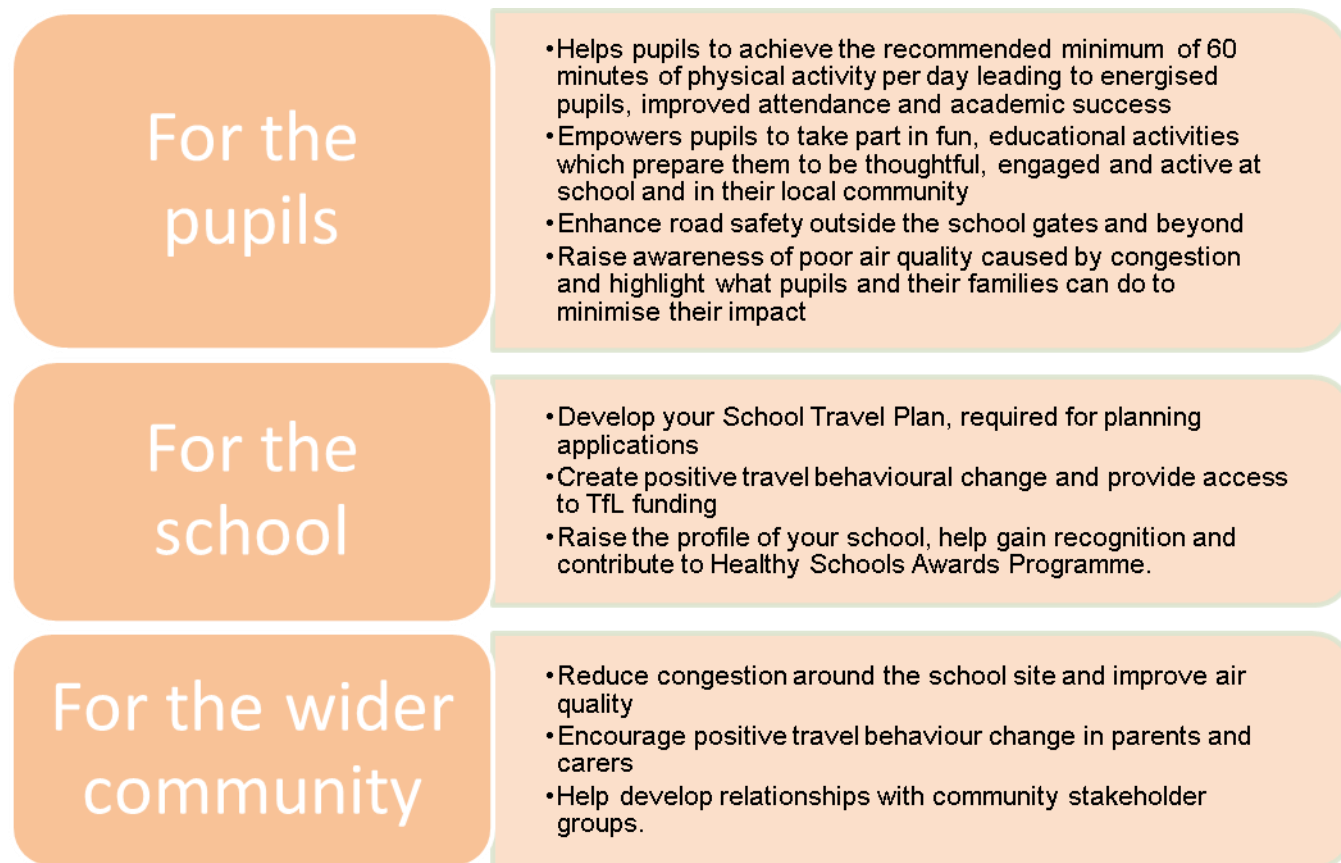 For the
pupils
•Helps pupils to achieve the recommended minimum of 60
minutes of physical activity per day leading to energised
pupils, improved attendance and academic success
•Empowers pupils to take part in fun, educational activities
which prepare them to be thoughtful, engaged and active at
school and in their local community
•Enhance road safety outside the school gates and beyond
•Raise awareness of poor air quality caused by congestion
and highlight what pupils and their families can do to
minimise their impact
For the
school
•Develop your School Travel Plan, required for planning
applications
•Create positive travel behavioural change and provide access
to TfL funding
•Raise the profile of your school, help gain recognition and
contribute to Healthy Schools Awards Programme.
For the wider
community
•Reduce congestion around the school site and improve air
quality
•Encourage positive travel behaviour change in parents and
carers
•Help develop relationships with community stakeholder
groups.